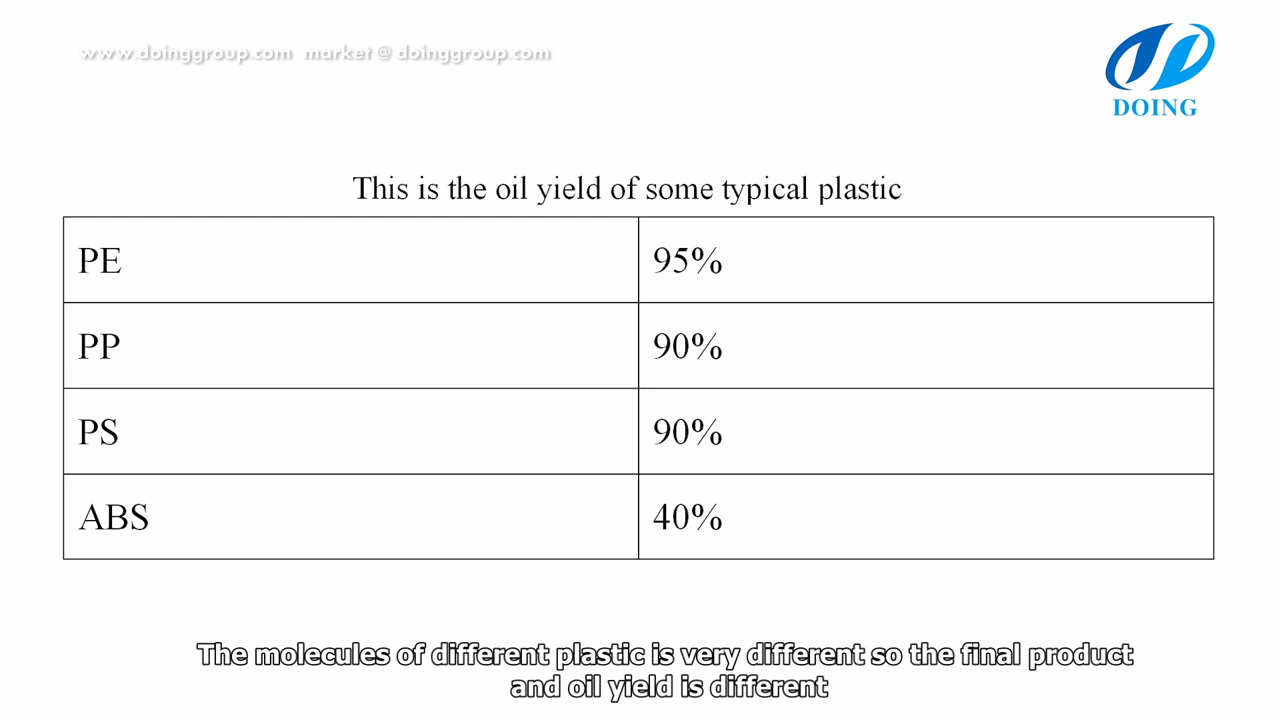 www.doinggroup.com market@doinggroup.com
DOING
This is the oil yield of some typical plastic
PE 95%
PP 90%
PS 90%
ABS 40%
The molecules of different plastic is very different so the final product
and oil yield is different